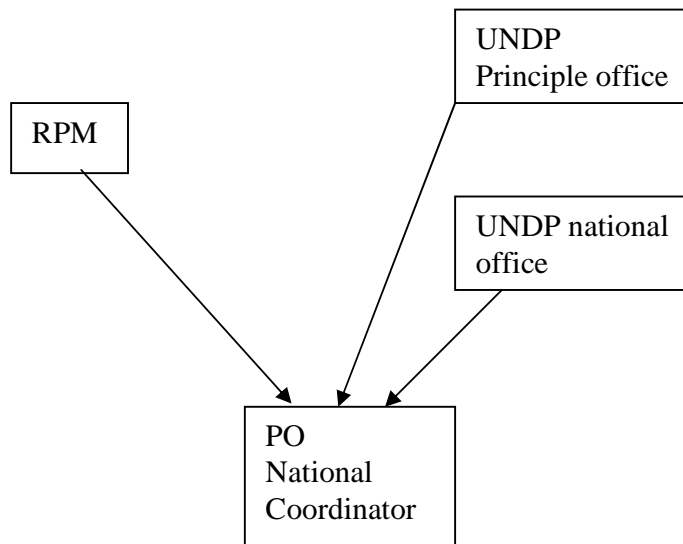 UNDP
Principle office
RPM
UNDP national
office
PO
National
Coordinator